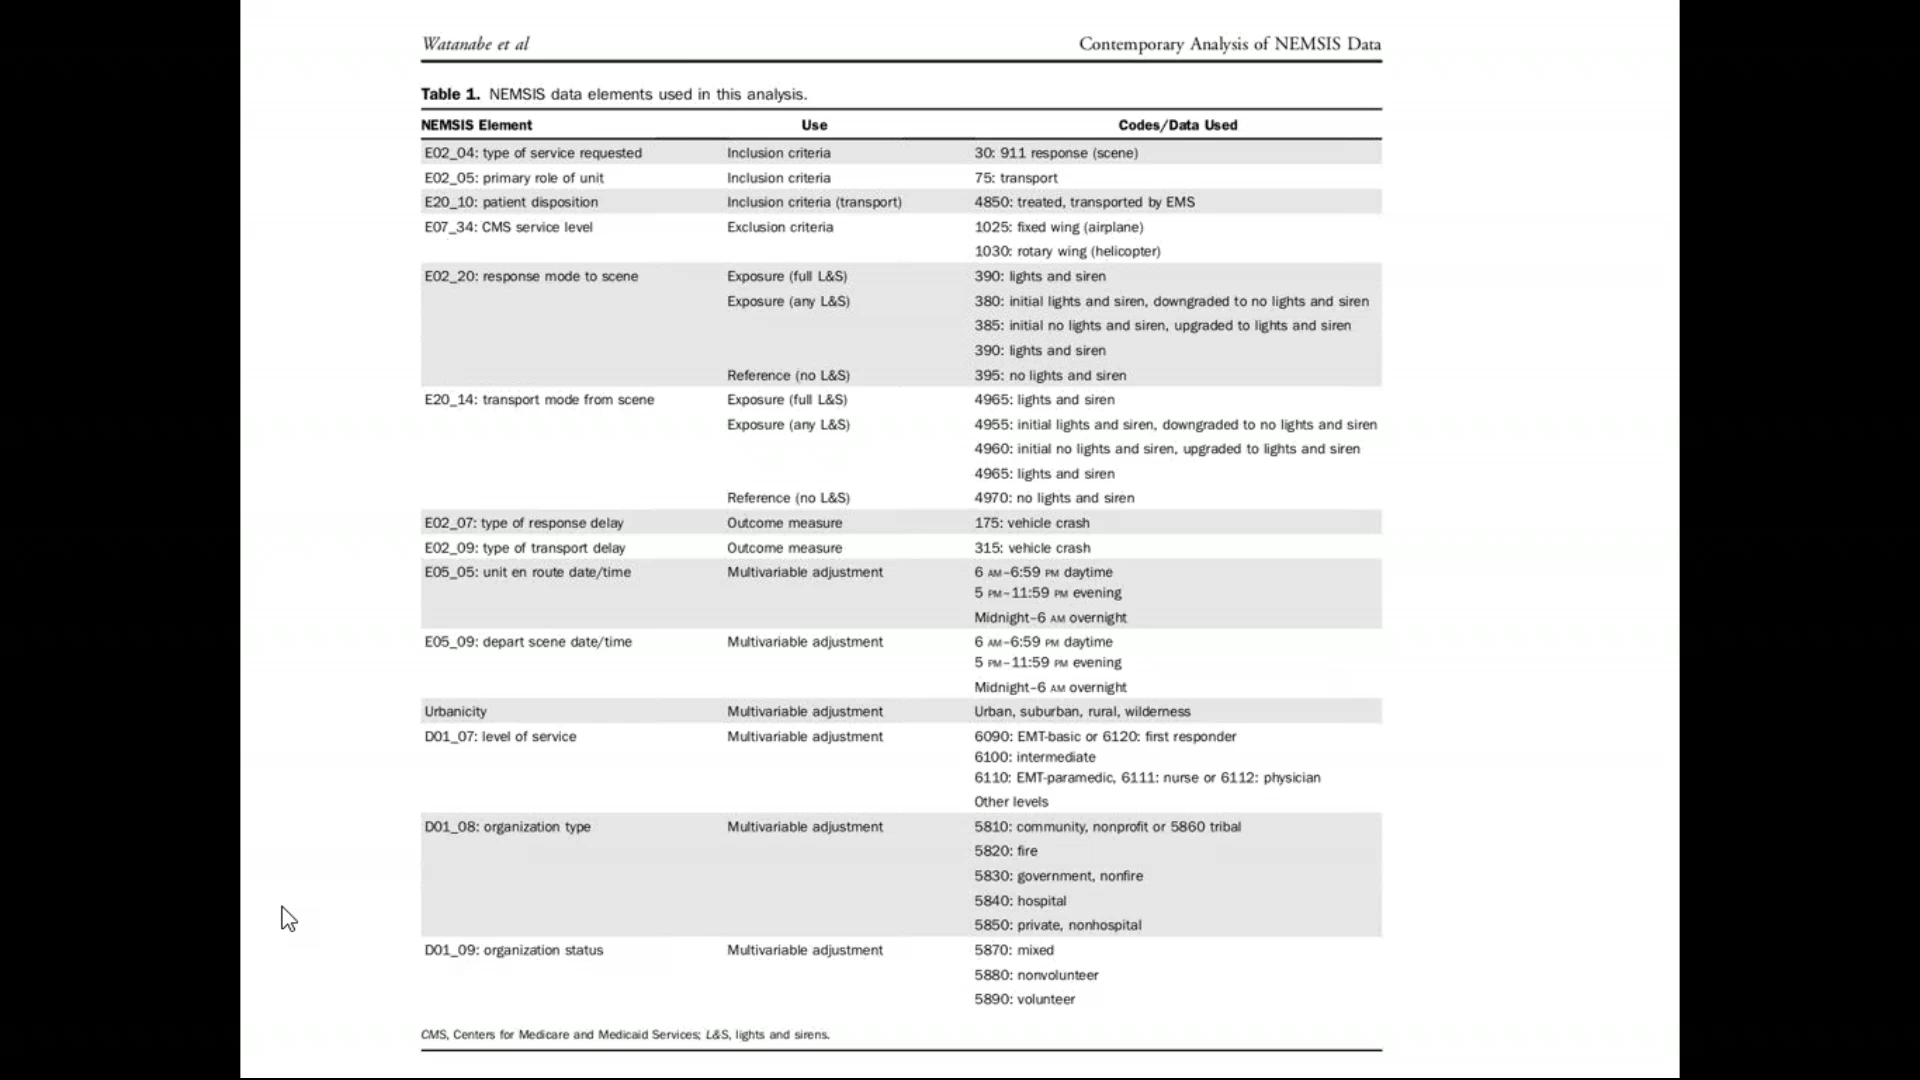 Watanabe et al Contemporary Analysis of NEMSIS Data
Table 1. NEMSIS data elements used in this analysis.
NEMSIS Element Use Codes/Data Used
E02_04: type of service requested Inclusion criteria 30: 911 response (scene)
E02_05: primary role of unit Inclusion criteria 75: transport
E20_10: patient disposition Inclusion criteria (transport) 4850: treated, transported by EMS
E07_34: CMS service level Exclusion criteria 1025: fixed wing (airplane)
1030: rotary wing (helicopter)
E02_20: response mode to scene Exposure (full L&S) 390: lights and siren
Exposure (any L&S) 380: initial lights and siren, downgraded to no lights and siren
385: initial no lights and siren, upgraded to lights and siren
390: lights and siren
Reference (no L&S) 395: no lights and siren
E20_14: transport mode from scene Exposure (full L&S) 4965: lights and siren
Exposure (any L&S) 4955: initial lights and siren, downgraded to no lights and siren
4960: initial no lights and siren, upgraded to lights and siren
4965: lights and siren
Reference (no L&S) 4970: no lights and siren
E02_07: type of response delay Outcome measure 175: vehicle crash
E02_09: type of transport delay Outcome measure 315: vehicle crash
E05_05: unit en route date/time Multivariable adjustment 6 AM–6:59 PM daytime
5 PM–11:59 PM evening
Midnight–6 AM overnight
E05_09: depart scene date/time Multivariable adjustment 6 AM–6:59 PM daytime
5 PM–11:59 PM evening
Midnight–6 AM overnight
Urbanicity Multivariable adjustment Urban, suburban, rural, wilderness
D01_07: level of service Multivariable adjustment 6090: EMT-basic or 6120: first responder
6100: intermediate
6110: EMT-paramedic, 6111: nurse or 6112: physician
Other levels
D01_08: organization type Multivariable adjustment 5810: community, nonprofit or 5860 tribal
5820: fire
5830: government, nonfire
5840: hospital
5850: private, nonhospital
D01_09: organization status Multivariable adjustment 5870: mixed
5880: nonvolunteer
5890: volunteer
CMS, Centers for Medicare and Medicaid Services; L&S, lights and sirens.